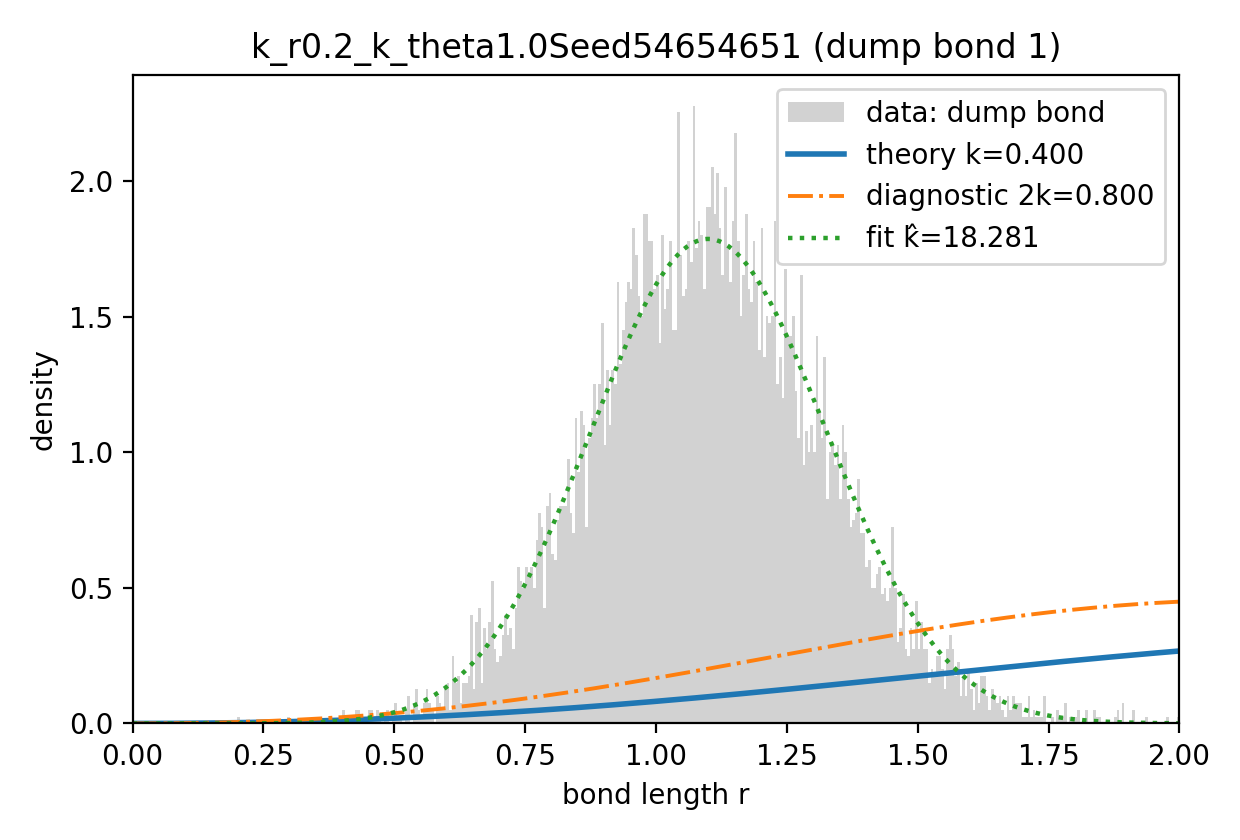 k_r0.2_k_theta1.0Seed54654651 (dump bond 1)
data: dump bond
theory k=0.400
diagnostic 2k=0.800
fit k̂=18.281
density
2.0
1.5
1.0
0.5
0.0
0.00 0.25 0.50 0.75 1.00 1.25 1.50 1.75 2.00
bond length r